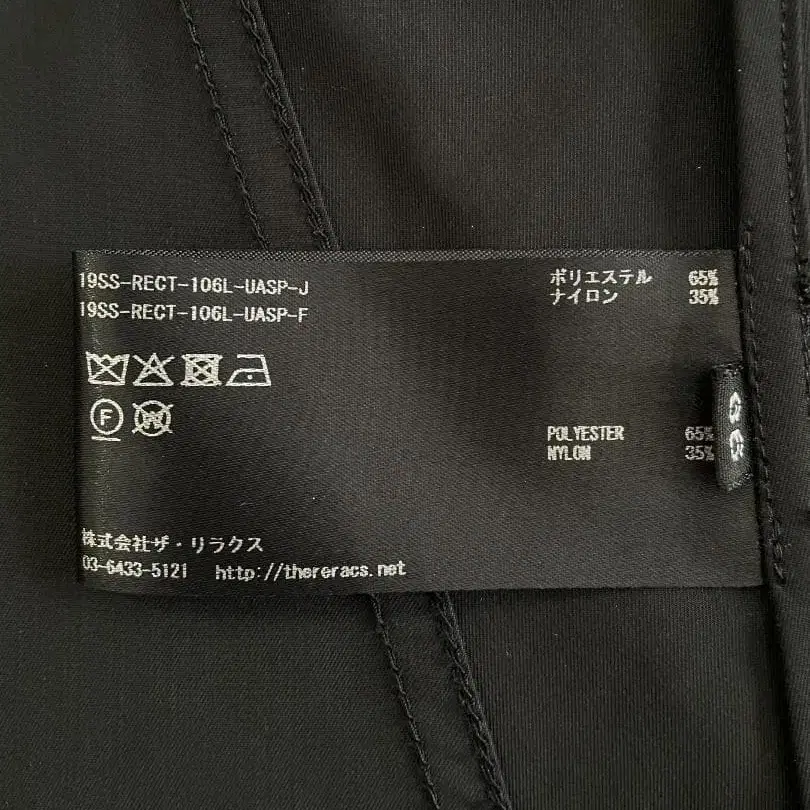 19SS-RECT-106L-UASP-J
19SS-RECT-106L-UASP-F
ポリエステル 65%
ナイロン 35%
F
W
POLYESTER 65%
NYLON 35%
株式会社ザ・リラクス
03-6433-5121 http://thereracs.net